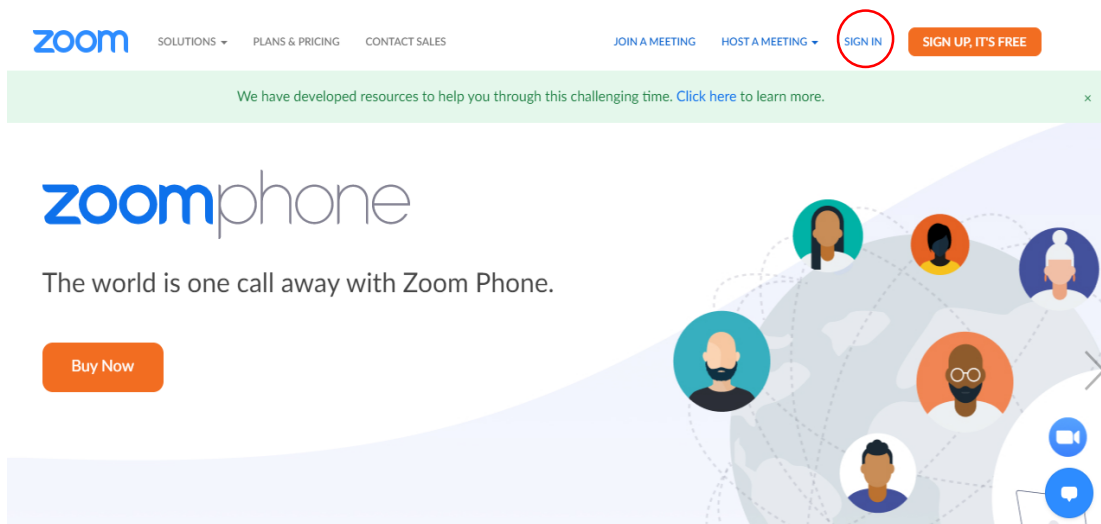 zoom SOLUTIONS PLANS & PRICING CONTACT SALES JOIN A MEETING HOST A MEETING SIGN IN SIGN UP, IT'S FREE
We have developed resources to help you through this challenging time. Click here to learn more. ×
zoomphone
The world is one call away with Zoom Phone.
Buy Now